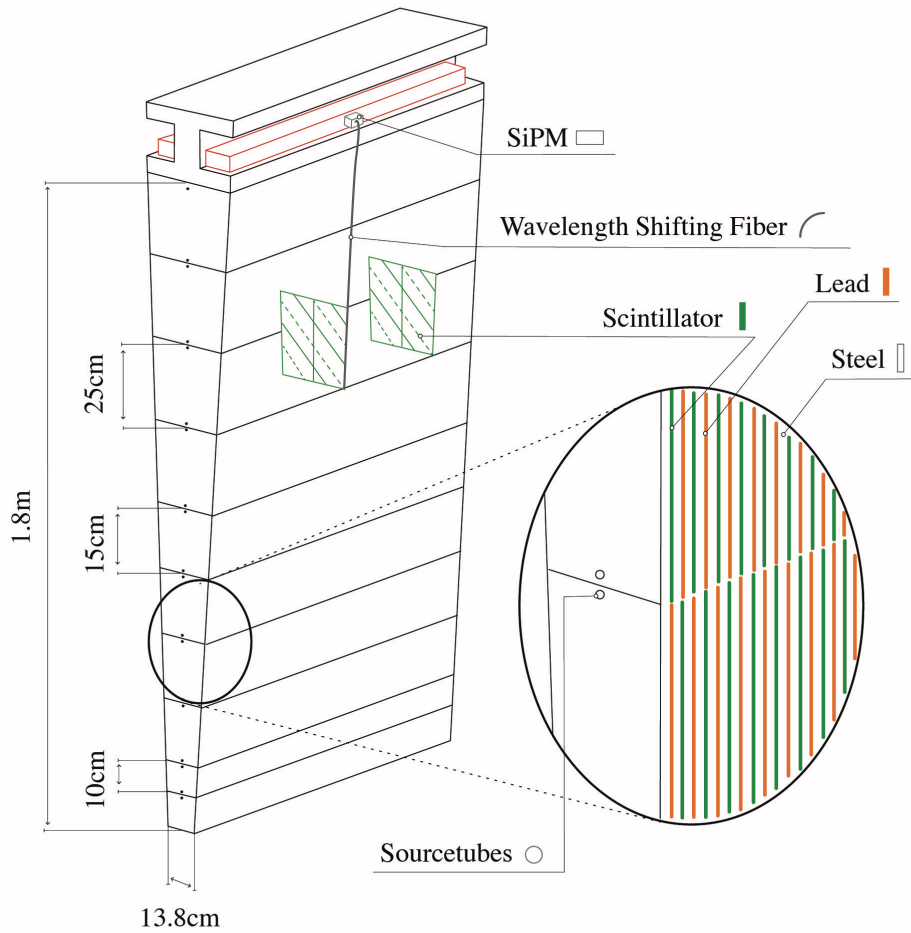 SiPM
Wavelength Shifting Fiber
Lead
Scintillator
Steel
25cm
1.8m
15cm
10cm
Sourcetubes
13.8cm